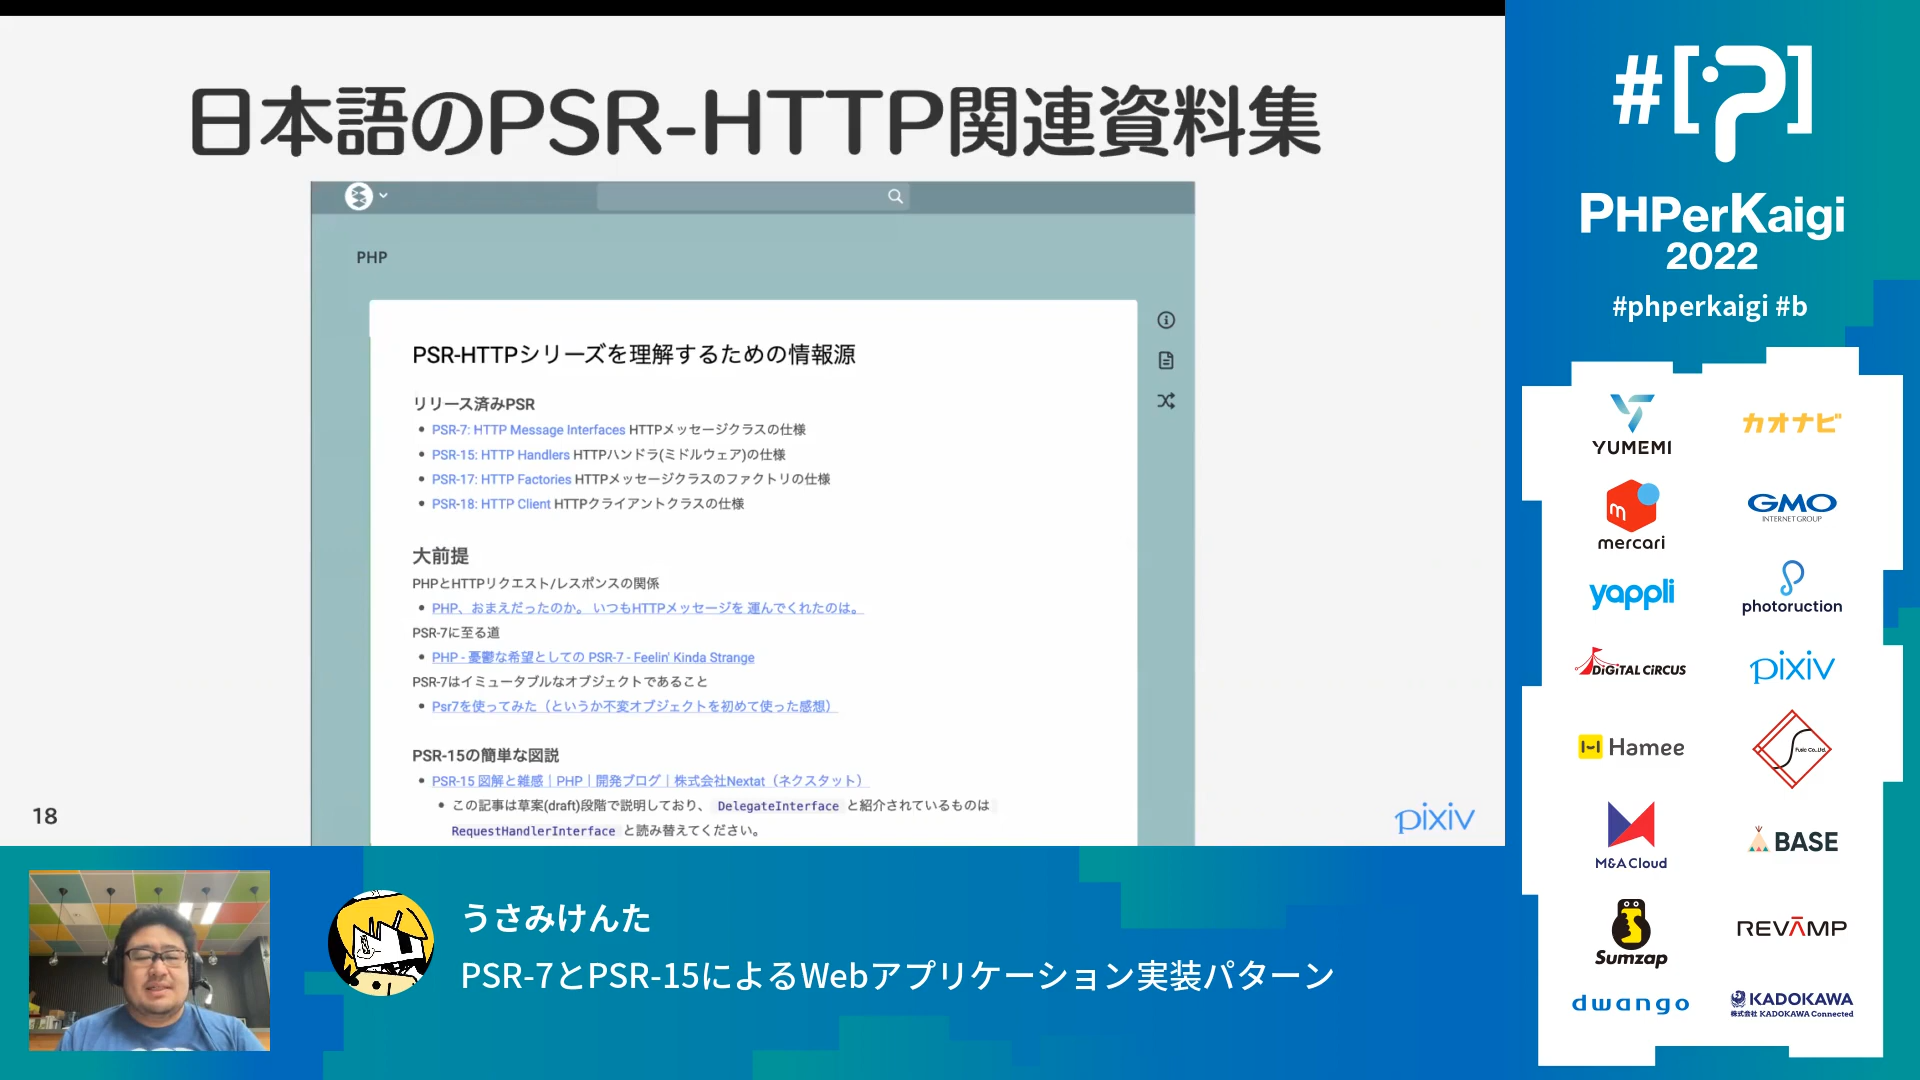 日本語のPSR-HTTP関連資料集
PHP
PSR-HTTPシリーズを理解するための情報源
リリース済みPSR
PSR-7: HTTP Message Interfaces HTTPメッセージクラスの仕様
PSR-15: HTTP Handlers HTTPハンドラ(ミドルウェア)の仕様
PSR-17: HTTP Factories HTTPメッセージクラスのファクトリの仕様
PSR-18: HTTP Client HTTPクライアントクラスの仕様
大前提
PHPとHTTPリクエスト/レスポンスの関係
PHP、おまえだったのか。 いつもHTTPメッセージを 運んでくれたのは。
PSR-7に至る道
PHP - 憂鬱な希望としての PSR-7 - Feelin' Kinda Strange
PSR-7はイミュータブルなオブジェクトであること
Psr7を使ってみた（というか不変オブジェクトを初めて使った感想）
PSR-15の簡単な図説
PSR-15 図解と雑感｜PHP｜開発ブログ｜株式会社Nextat（ネクスタット）
この記事は草案(draft)段階で説明しており、 DelegateInterface と紹介されているものは
RequestHandlerInterface と読み替えてください。
18
pixiv
うさみけんた
PSR-7とPSR-15によるWebアプリケーション実装パターン
#[?]
PHPerKaigi
2022
#phperkaigi #b
YUMEMI
カオナビ
m
mercari
GMO
INTERNET GROUP
yappli
photoruction
DIGITAL CIRCUS
pixiv
Hamee
Fusic Co.,Ltd.
M&A Cloud
BASE
Sumzap
REVAMP
dwango
KADOKAWA
株式会社 KADOKAWA Connected